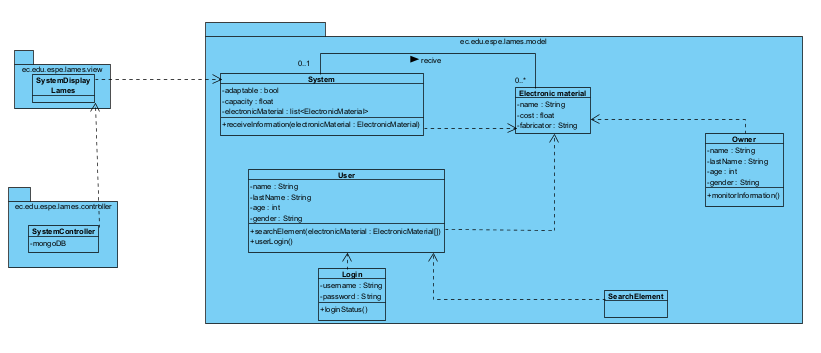 ec.edu.espe.lames.model
0..1
recive
0..*
ec.edu.espe.lames.view
SystemDisplay
Lames
System
-adaptable : bool
-capacity : float
-electronicMaterial : list<ElectronicMaterial>
+receiveInformation(electronicMaterial : ElectronicMaterial)
Electronic material
-name : String
-cost : float
-fabricator : String
Owner
-name : String
-lastName : String
-age : int
-gender : String
+monitorInformation()
User
-name : String
-lastName : String
-age : int
-gender : String
+searchElement(electronicMaterial : ElectronicMaterial[])
+userLogin()
ec.edu.espe.lames.controller
SystemController
-mongoDB
Login
-username : String
-password : String
+loginStatus()
SearchElement